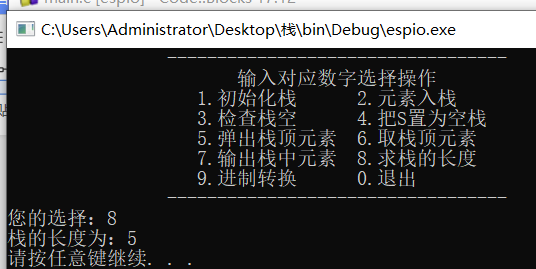 main.c [espio] - Code::Blocks 17.12
C:\Users\Administrator\Desktop\栈\bin\Debug\espio.exe
----------------------------------
输入对应数字选择操作
1.初始化栈 2.元素入栈
3.检查栈空 4.把S置为空栈
5.弹出栈顶元素 6.取栈顶元素
7.输出栈中元素 8.求栈的长度
9.进制转换 0.退出
----------------------------------
您的选择：8
栈的长度为：5
请按任意键继续. . .